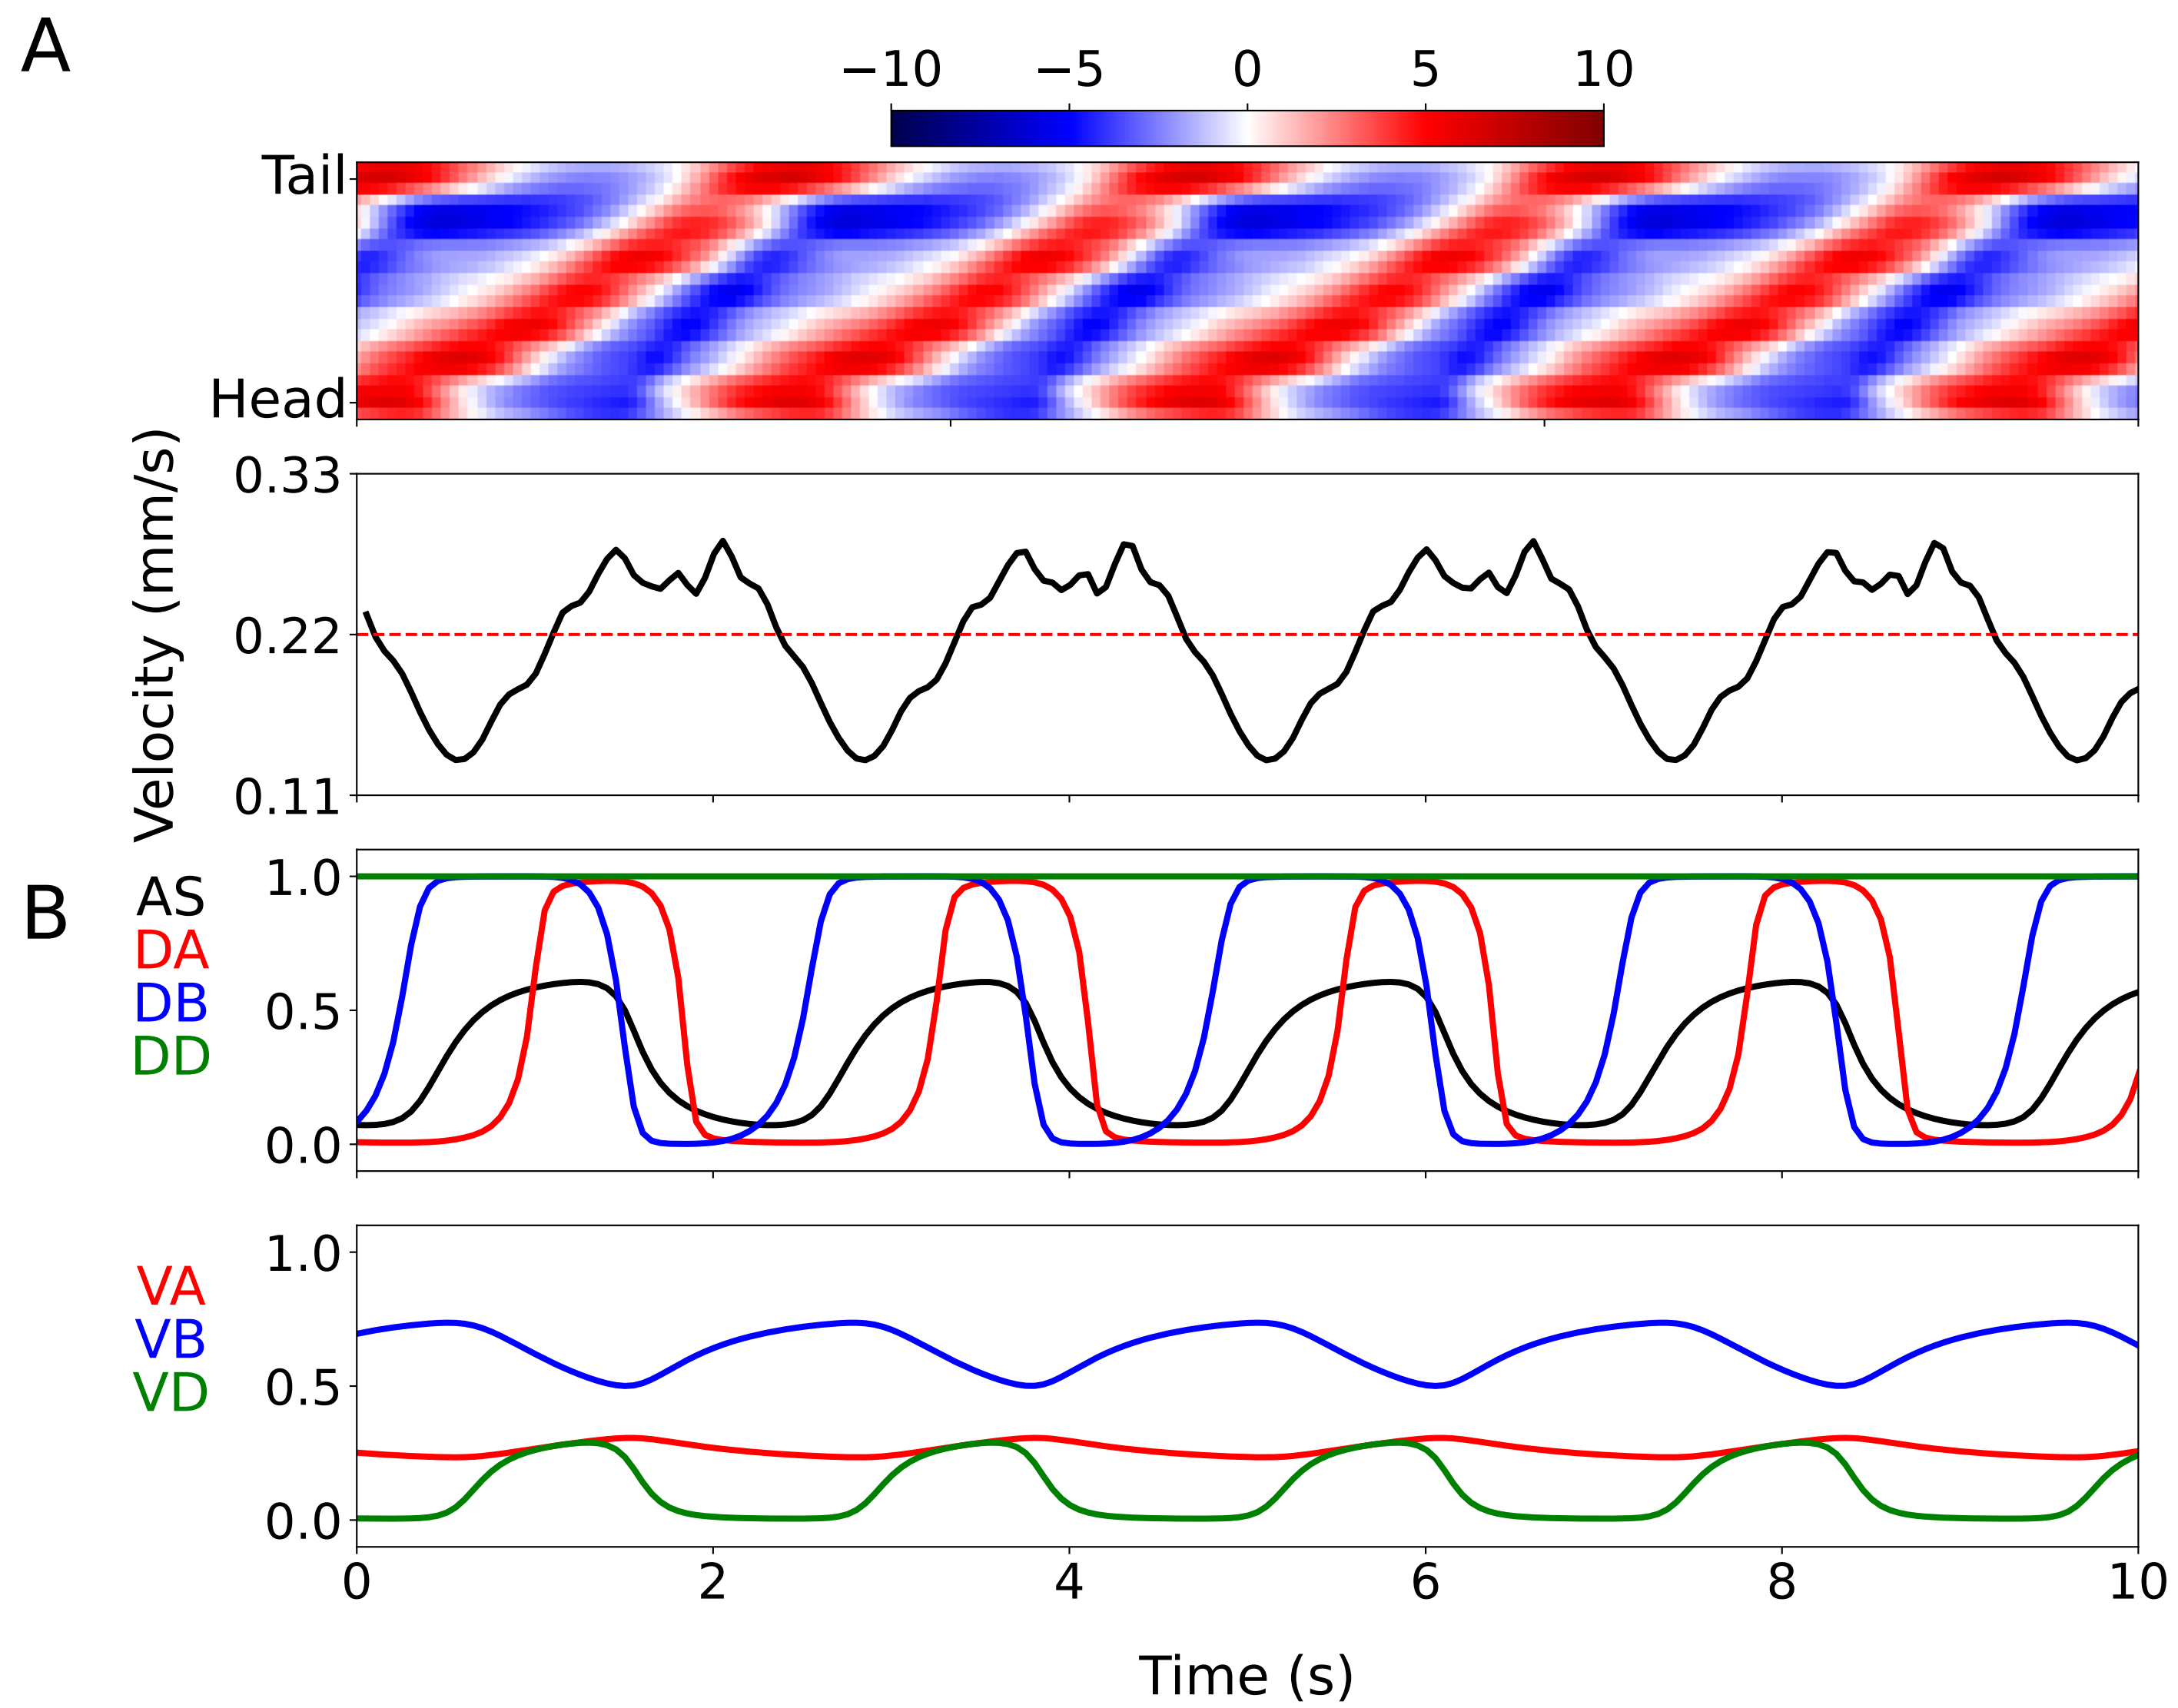 A
−10 −5 0 5 10
Tail
Head
Velocity (mm/s)
0.33
0.22
0.11
B
AS
DA
DB
DD
1.0
0.5
0.0
VA
VB
VD
1.0
0.5
0.0
0 2 4 6 8 10
Time (s)